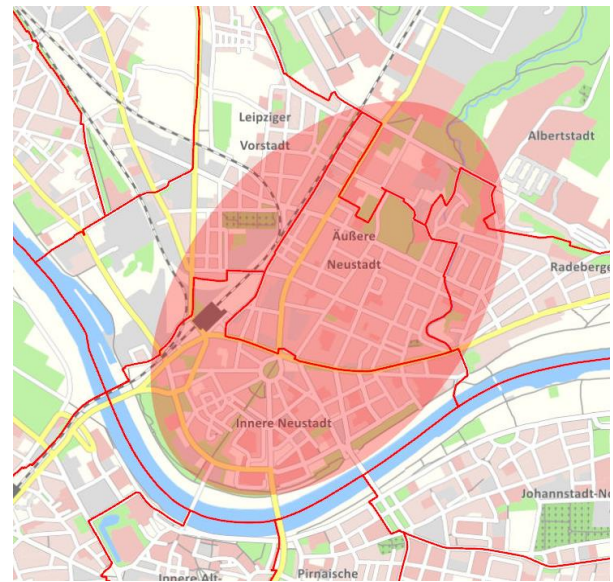 Leipziger
Vorstadt
Albertstadt
Äußere
Neustadt
Radeberge
Innere Neustadt
Johannstadt-No
Innere Alt-
Pirnaische